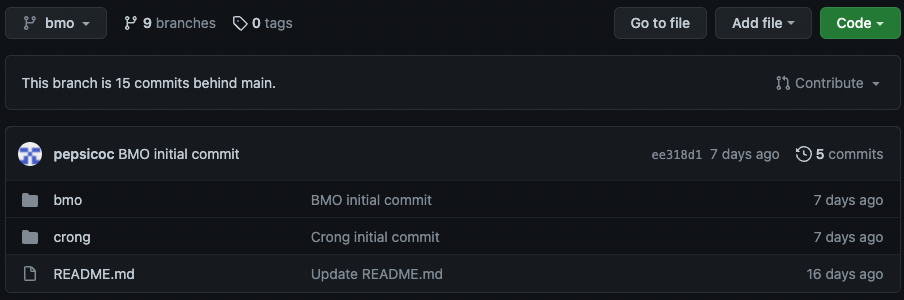 bmo 9 branches 0 tags Go to file Add file Code
This branch is 15 commits behind main. Contribute
pepsicoc BMO initial commit ee318d1 7 days ago 5 commits
bmo BMO initial commit 7 days ago
crong Crong initial commit 7 days ago
README.md Update README.md 16 days ago